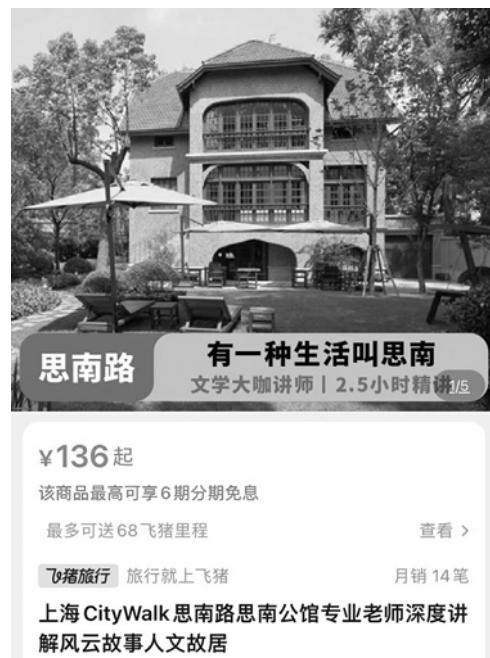 思南路
有一种生活叫思南
文学大咖讲师丨2.5小时精讲
1/5
¥136起
该商品最高可享6期分期免息
最多可送68飞猪里程 查看 >
飞猪旅行 旅行就上飞猪 月销 14笔
上海CityWalk思南路思南公馆专业老师深度讲
解风云故事人文故居